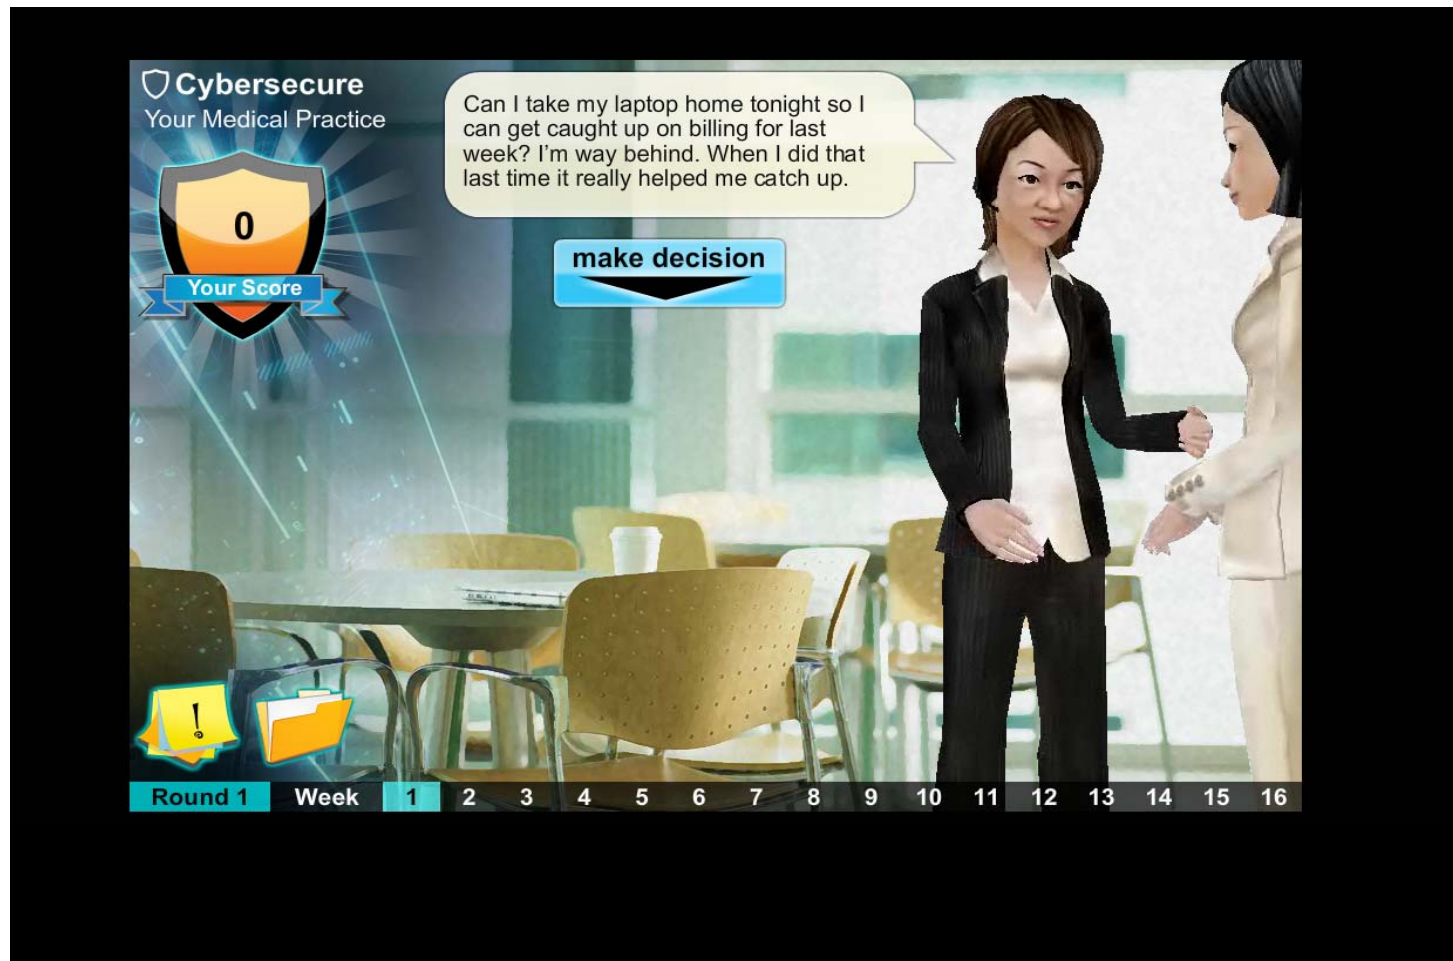 Cybersecure
Your Medical Practice
Can I take my laptop home tonight so I
can get caught up on billing for last
week? I'm way behind. When I did that
last time it really helped me catch up.
0
Your Score
make decision
!
Round 1 Week 1 2 3 4 5 6 7 8 9 10 11 12 13 14 15 16